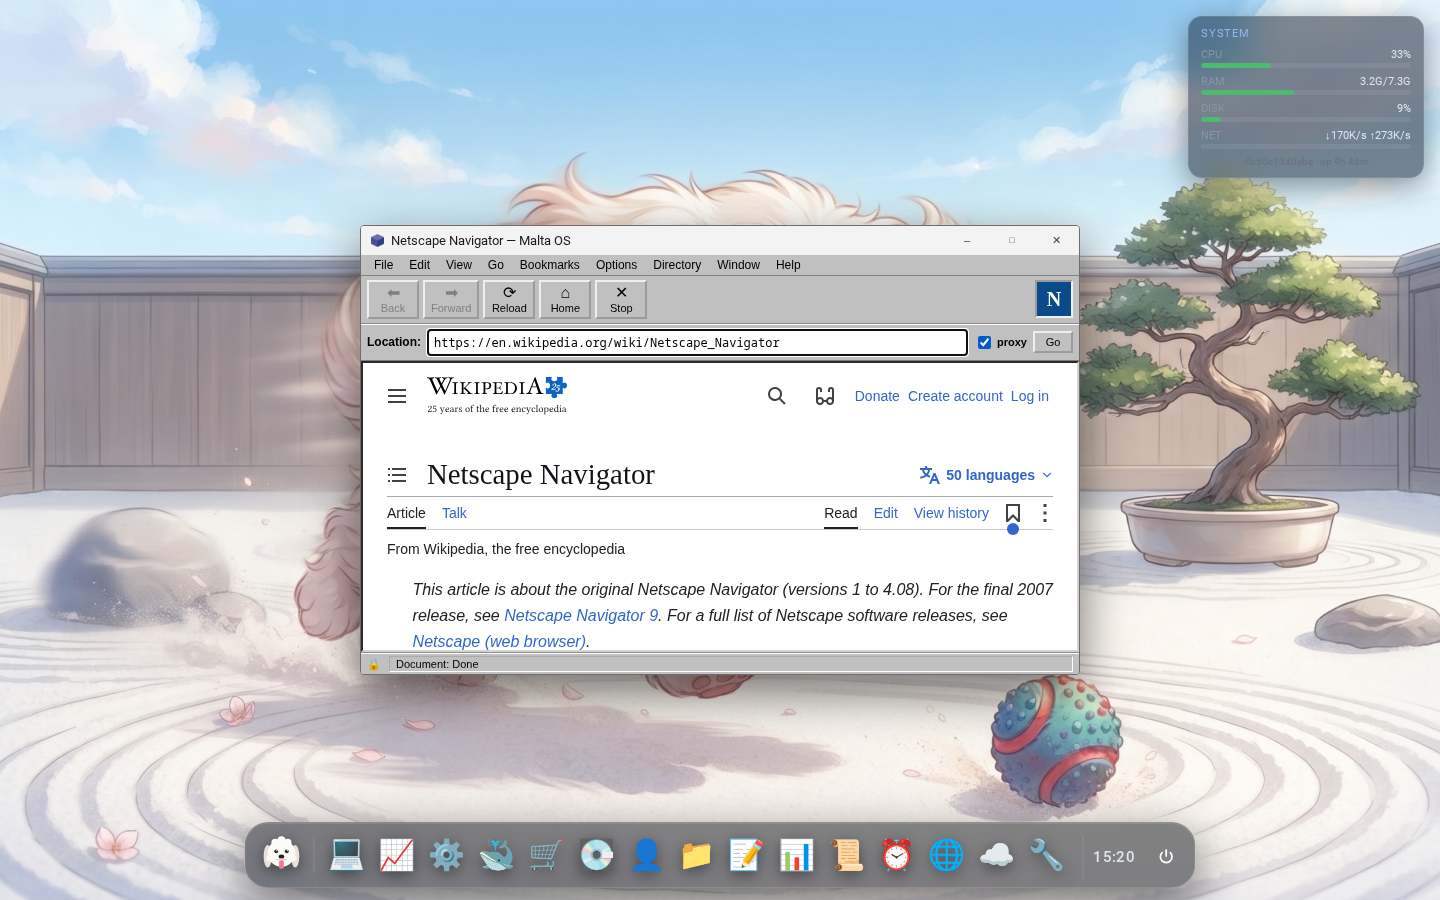 SYSTEM
CPU 33%
RAM 3.2G/7.3G
DISK 9%
NET ↓170K/s ↑273K/s
Netscape Navigator — Malta OS
File Edit View Go Bookmarks Options Directory Window Help
Back Forward Reload Home Stop N
Location: https://en.wikipedia.org/wiki/Netscape_Navigator proxy Go
WIKIPEDIA 25
25 years of the free encyclopedia
Donate Create account Log in
Netscape Navigator 50 languages
Article Talk Read Edit View history
From Wikipedia, the free encyclopedia
This article is about the original Netscape Navigator (versions 1 to 4.08). For the final 2007
release, see Netscape Navigator 9. For a full list of Netscape software releases, see
Netscape (web browser).
Document: Done
15:20